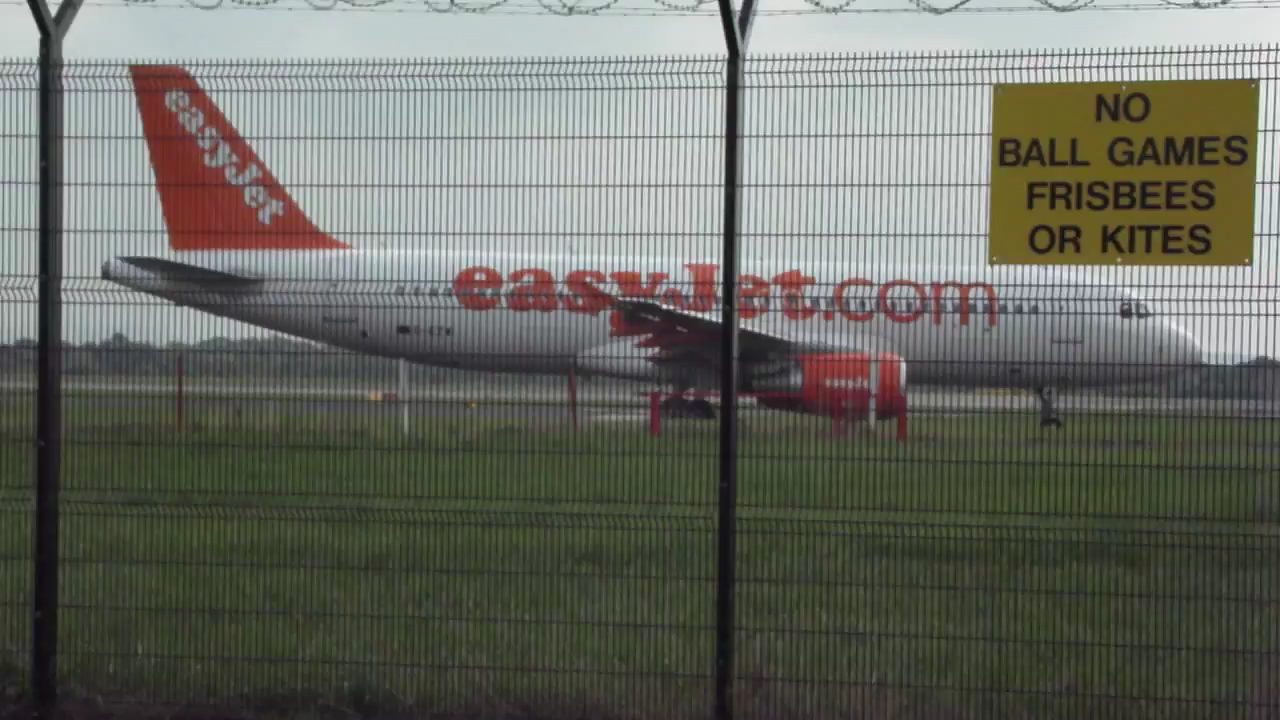 easyJet
easyJet.com
NO
BALL GAMES
FRISBEES
OR KITES